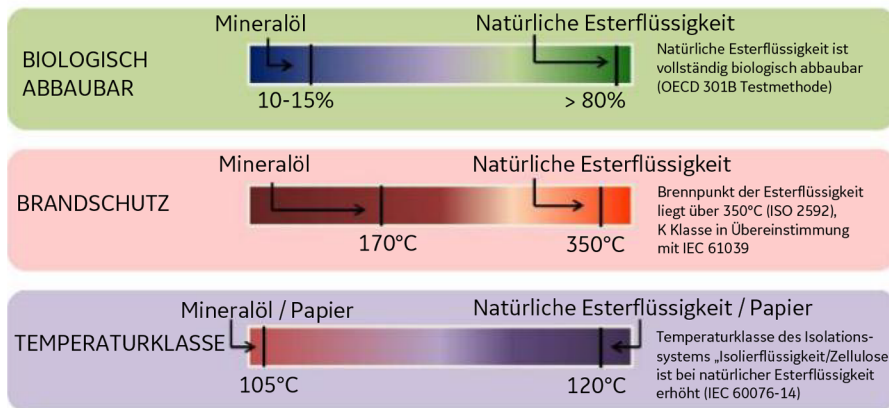 Mineralöl
Natürliche Esterflüssigkeit
BIOLOGISCH
ABBAUBAR
10-15%
> 80%
Natürliche Esterflüssigkeit ist
vollständig biologisch abbaubar
(OECD 301B Testmethode)
Mineralöl
Natürliche Esterflüssigkeit
BRANDSCHUTZ
170°C
350°C
Brennpunkt der Esterflüssigkeit
liegt über 350°C (ISO 2592),
K Klasse in Übereinstimmung
mit IEC 61039
Mineralöl / Papier
Natürliche Esterflüssigkeit / Papier
TEMPERATURKLASSE
105°C
120°C
Temperaturklasse des Isolations-
systems „Isolierflüssigkeit/Zellulose
ist bei natürlicher Esterflüssigkeit
erhöht (IEC 60076-14)